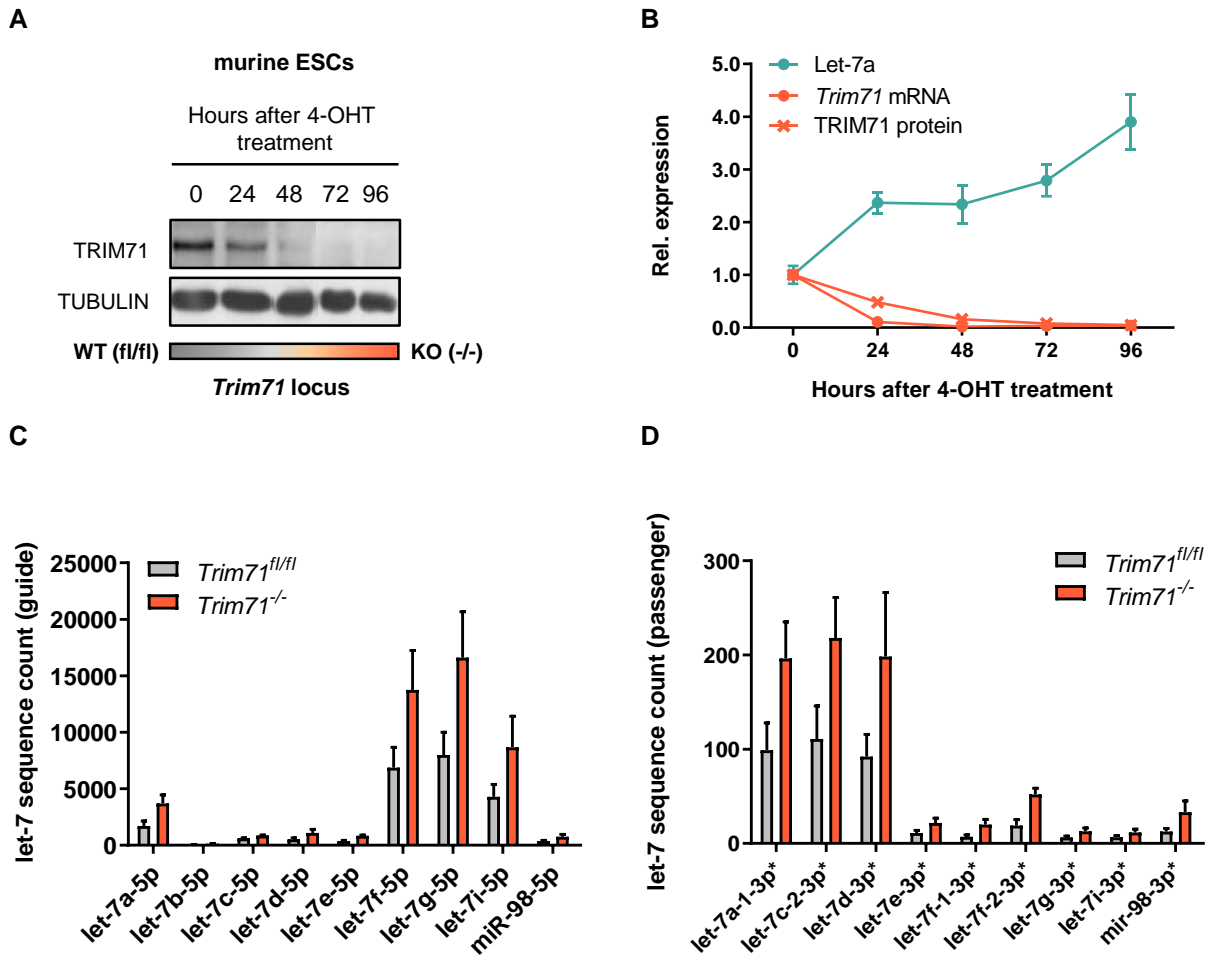 A
murine ESCs
Hours after 4-OHT
treatment
0 24 48 72 96
TRIM71
TUBULIN
WT (fl/fl) KO (-/-)
Trim71 locus
B
Rel. expression
5.0
4.0
3.0
2.0
1.0
0.0
Let-7a
Trim71 mRNA
TRIM71 protein
0 24 48 72 96
Hours after 4-OHT treatment
C
let-7 sequence count (guide)
25000
20000
15000
10000
5000
0
Trim71fl/fl
Trim71-/-
let-7a-5p
let-7b-5p
let-7c-5p
let-7d-5p
let-7e-5p
let-7f-5p
let-7g-5p
let-7i-5p
miR-98-5p
D
let-7 sequence count (passenger)
300
200
100
0
Trim71fl/fl
Trim71-/-
let-7a-1-3p*
let-7c-2-3p*
let-7d-3p*
let-7e-3p*
let-7f-1-3p*
let-7f-2-3p*
let-7g-3p*
let-7i-3p*
mir-98-3p*